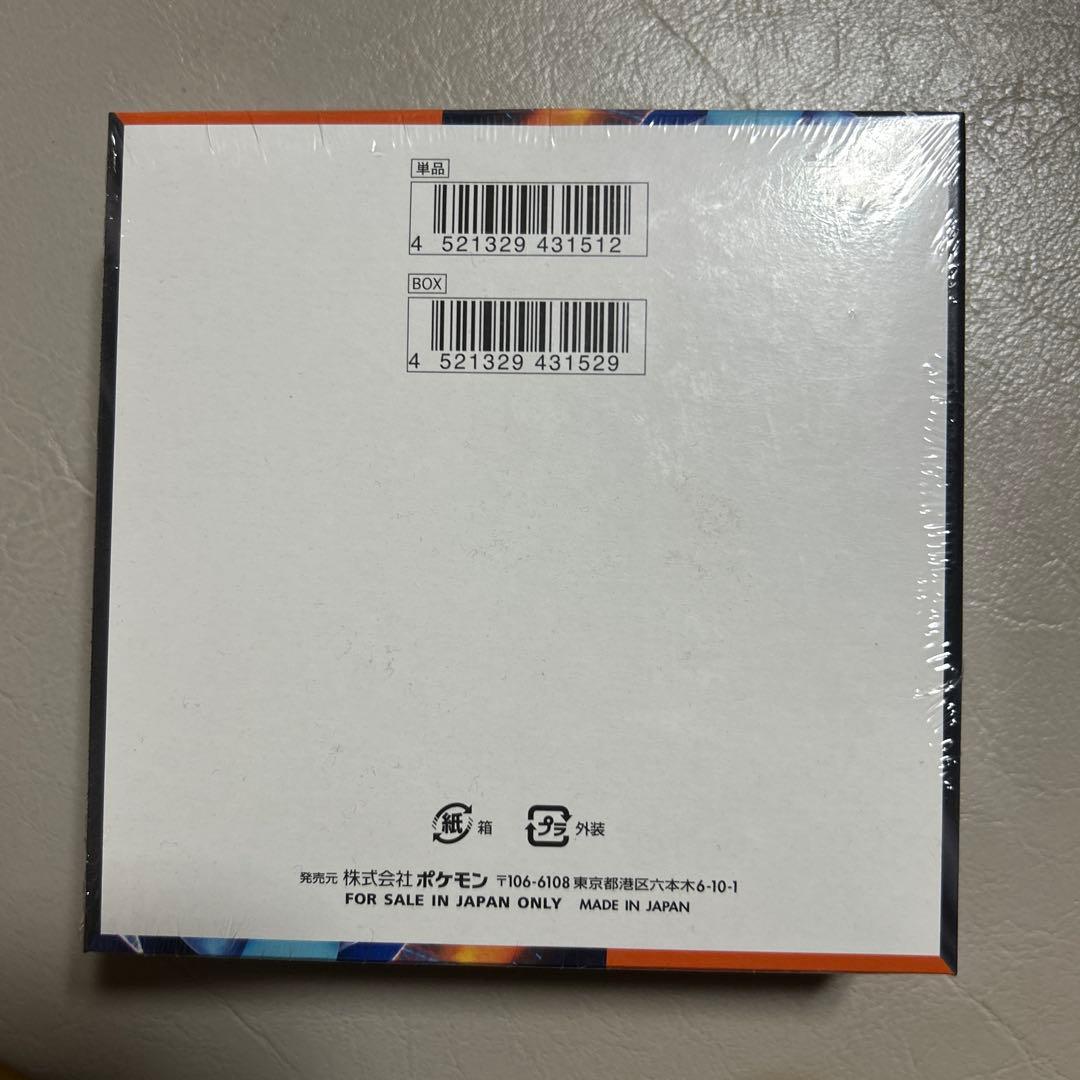 単品
4 521329 431512
BOX
4 521329 431529
紙 箱 プラ 外装
発売元 株式会社 ポケモン 〒106-6108 東京都港区六本木6-10-1
FOR SALE IN JAPAN ONLY MADE IN JAPAN